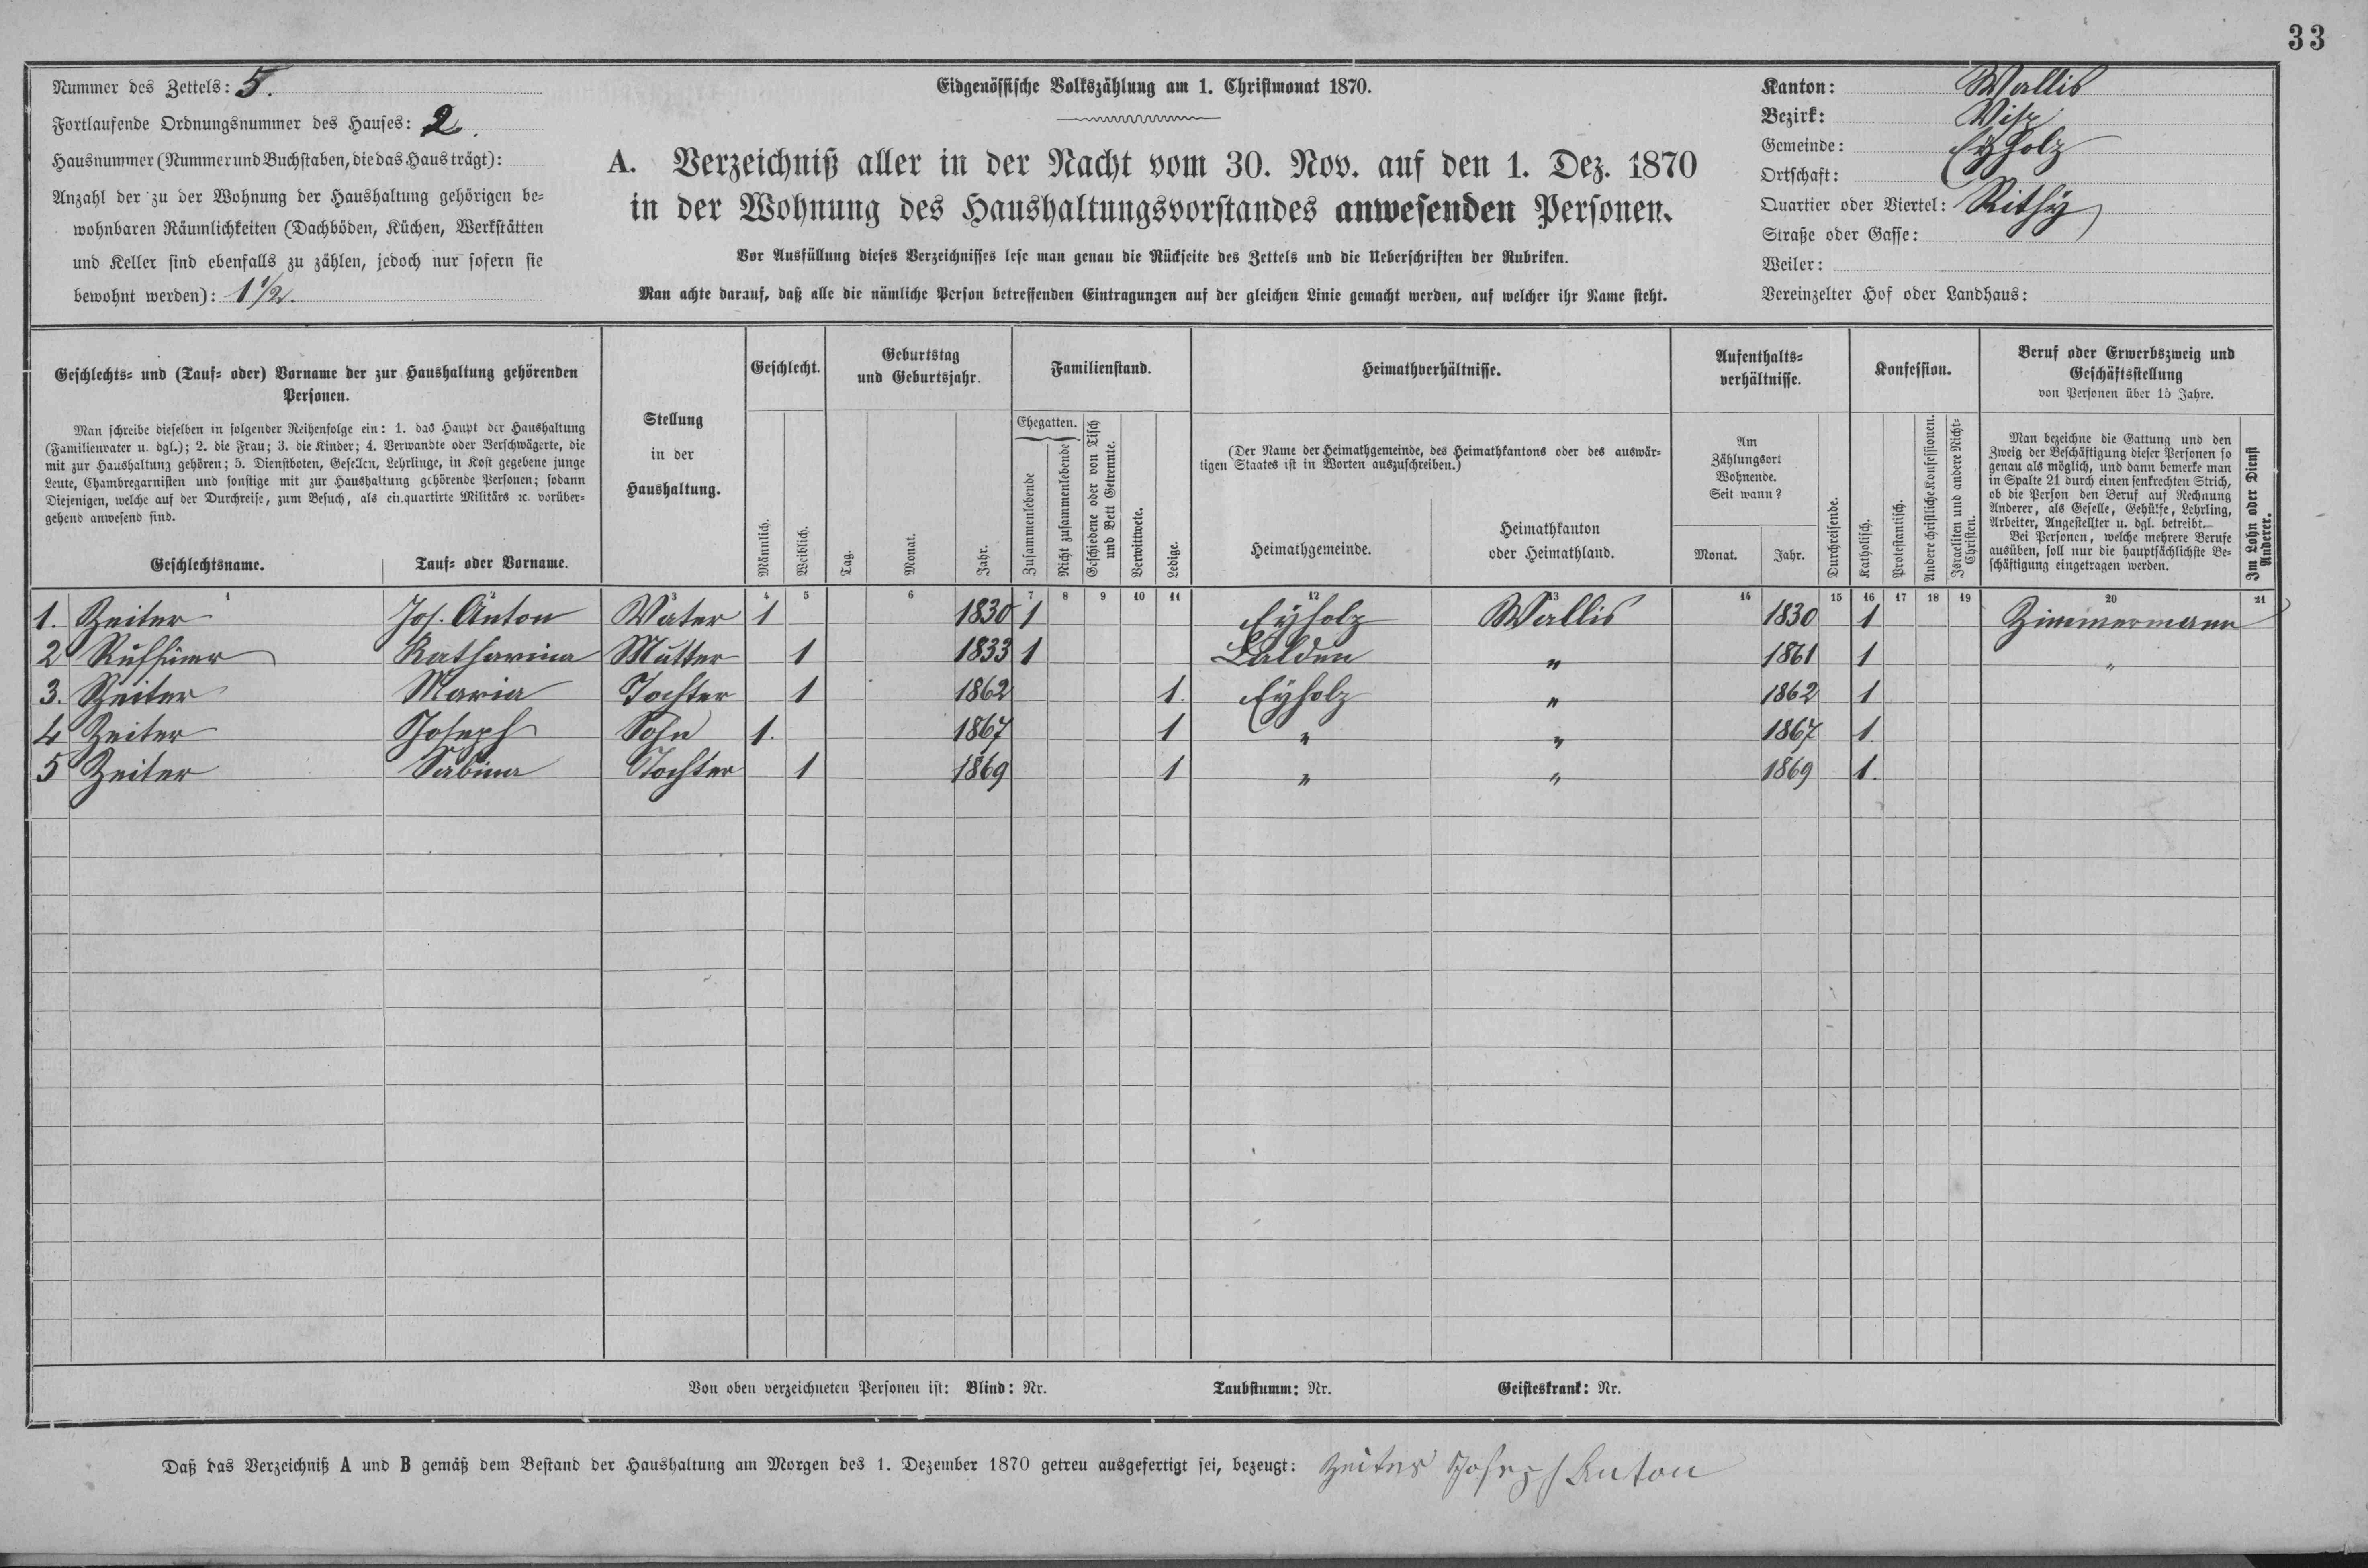 33
Nummer des Zettels: 5.
Fortlaufende Ordnungsnummer des Hauses: 2.
Hausnummer (Nummer und Buchstaben, die das Haus trägt):
Anzahl der zu der Wohnung der Haushaltung gehörigen be=
wohnbaren Räumlichkeiten (Dachböden, Küchen, Werkstätten
und Keller sind ebenfalls zu zählen, jedoch nur sofern sie
bewohnt werden): 1 1/2.
Eidgenössische Volkszählung am 1. Christmonat 1870.
A. Verzeichniß aller in der Nacht vom 30. Nov. auf den 1. Dez. 1870
in der Wohnung des Haushaltungsvorstandes anwesenden Personen.
Vor Ausfüllung dieses Verzeichnisses lese man genau die Rückseite des Zettels und die Ueberschriften der Rubriken.
Man achte darauf, daß alle die nämliche Person betreffenden Eintragungen auf der gleichen Linie gemacht werden, auf welcher ihr Name steht.
Kanton: Wallis
Bezirk: Visp
Gemeinde: Eyholz
Ortschaft:
Quartier oder Viertel: Rithy
Straße oder Gasse:
Weiler:
Vereinzelter Hof oder Landhaus:
Geschlechts= und (Tauf= oder) Vorname der zur Haushaltung gehörenden
Personen.
Man schreibe dieselben in folgender Reihenfolge ein: 1. das Haupt der Haushaltung
(Familienvater u. dgl.); 2. die Frau; 3. die Kinder; 4. Verwandte oder Verschwägerte, die
mit zur Haushaltung gehören; 5. Dienstboten, Gesellen, Lehrlinge, in Kost gegebene junge
Leute, Chambregarnisten und sonstige mit zur Haushaltung gehörende Personen; sodann
Diejenigen, welche auf der Durchreise, zum Besuch, als einquartirte Militärs ꝛc. vorüber=
gehend anwesend sind.
Geschlechtsname. Tauf= oder Vorname.
Stellung
in der
Haushaltung.
Geschlecht.
Männlich.
Weiblich.
Geburtstag
und Geburtsjahr.
Tag.
Monat.
Jahr.
Familienstand.
Ehegatten.
Zusammenlebende
Nicht zusammenlebende
Geschiedene oder von Tisch
und Bett Getrennte.
Verwittwete.
Ledige.
Heimathverhältnisse.
(Der Name der Heimathgemeinde, des Heimathkantons oder des auswär=
tigen Staates ist in Worten auszuschreiben.)
Heimathgemeinde.
Heimathkanton
oder Heimathland.
Aufenthalts=
verhältnisse.
Am
Zählungsort
Wohnende.
Seit wann?
Monat. Jahr.
Durchreisende.
Konfession.
Katholisch.
Protestantisch.
Andere christliche Konfessionen.
Israeliten und andere Nicht=
Christen.
Beruf oder Erwerbszweig und
Geschäftsstellung
von Personen über 15 Jahre.
Man bezeichne die Gattung und den
Zweig der Beschäftigung dieser Personen so
genau als möglich, und dann bemerke man
in Spalte 21 durch einen senkrechten Strich,
ob die Person den Beruf auf Rechnung
Anderer, als Geselle, Gehülfe, Lehrling,
Arbeiter, Angestellter u. dgl. betreibt.—
Bei Personen, welche mehrere Berufe
ausüben, soll nur die hauptsächlichste Be=
schäftigung eingetragen werden.
Im Lohn oder Dienst
Anderer.
1 2 3 4 5 6 7 8 9 10 11 12 13 14 15 16 17 18 19 20 21
1. Zeiter Jos. Anton Vater 1 1830 1 Eyholz Wallis 1830 1 Zimmermann
2 Ruffiner Katharina Mutter 1 1833 1 Lalden " 1861 1 "
3. Zeiter Maria Tochter 1 1862 1. Eyholz " 1862 1
4 Zeiter Joseph Sohn 1. 1867 1 " " 1867 1.
5 Zeiter Sabina Tochter 1 1869 1 " " 1869 1.
Von oben verzeichneten Personen ist: Blind: Nr. Taubstumm: Nr. Geisteskrank: Nr.
Daß das Verzeichniß A und B gemäß dem Bestand der Haushaltung am Morgen des 1. Dezember 1870 getreu ausgefertigt sei, bezeugt: Zeiter Joseph Anton